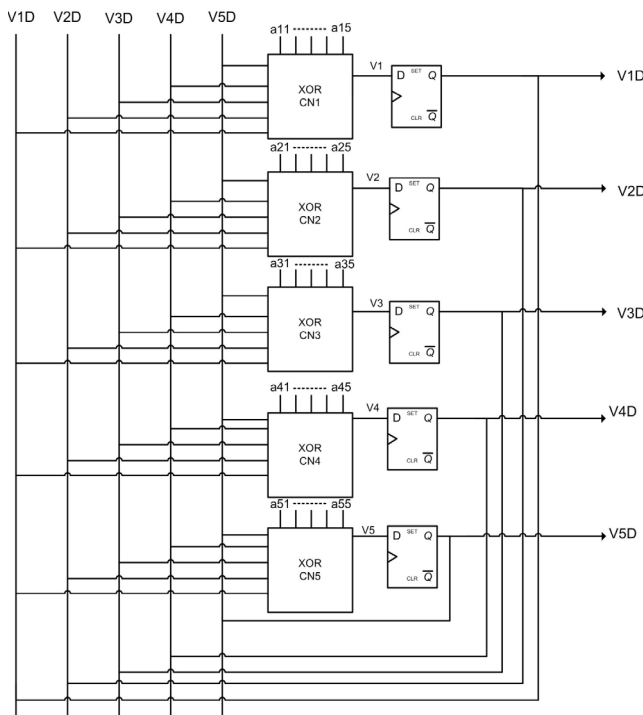 V1D V2D V3D V4D V5D
a11 a15
V1
D SET Q
XOR
CN1
CLR Q
V1D
a21 a25
V2
D SET Q
XOR
CN2
CLR Q
V2D
a31 a35
V3
D SET Q
XOR
CN3
CLR Q
V3D
a41 a45
V4
D SET Q
XOR
CN4
CLR Q
V4D
a51 a55
V5
D SET Q
XOR
CN5
CLR Q
V5D